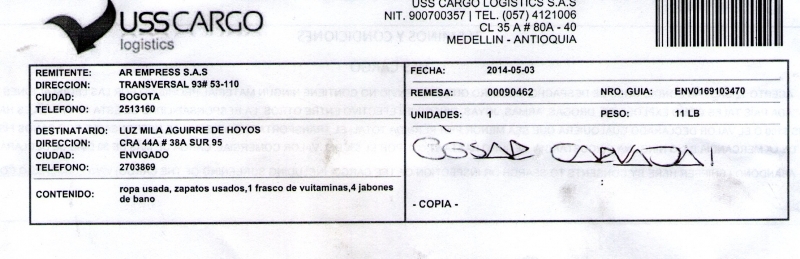 USSCARGO
logistics
USS CARGO LOGISTICS S.A.S
NIT. 900700357 | TEL. (057) 4121006
CL 35 A # 80A - 40
MEDELLIN - ANTIOQUIA
REMITENTE: AR EMPRESS S.A.S
DIRECCION: TRANSVERSAL 93# 53-110
CIUDAD: BOGOTA
TELEFONO: 2513160
DESTINATARIO: LUZ MILA AGUIRRE DE HOYOS
DIRECCION: CRA 44A # 38A SUR 95
CIUDAD: ENVIGADO
TELEFONO: 2703869
CONTENIDO: ropa usada, zapatos usados,1 frasco de vuitaminas,4 jabones
de bano
FECHA: 2014-05-03
REMESA: 00090462 NRO. GUIA: ENV0169103470
UNIDADES: 1 PESO: 11 LB
CESAR CARVAJAL
- COPIA -